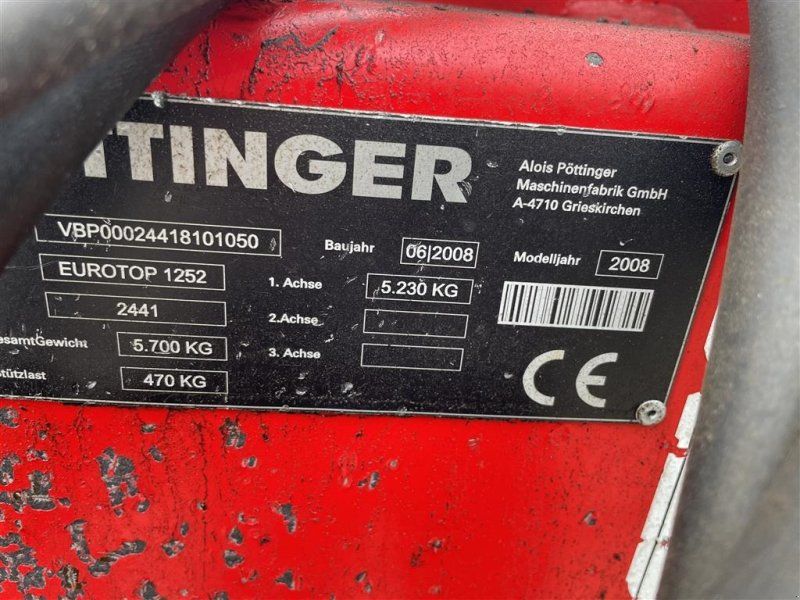 TTINGER
Alois Pöttinger
Maschinenfabrik GmbH
A-4710 Grieskirchen
VBP00024418101050
Baujahr 06|2008
Modelljahr 2008
EUROTOP 1252
1. Achse 5.230 KG
2441
2.Achse
esamtGewicht 5.700 KG
3. Achse
tützlast 470 KG
CE